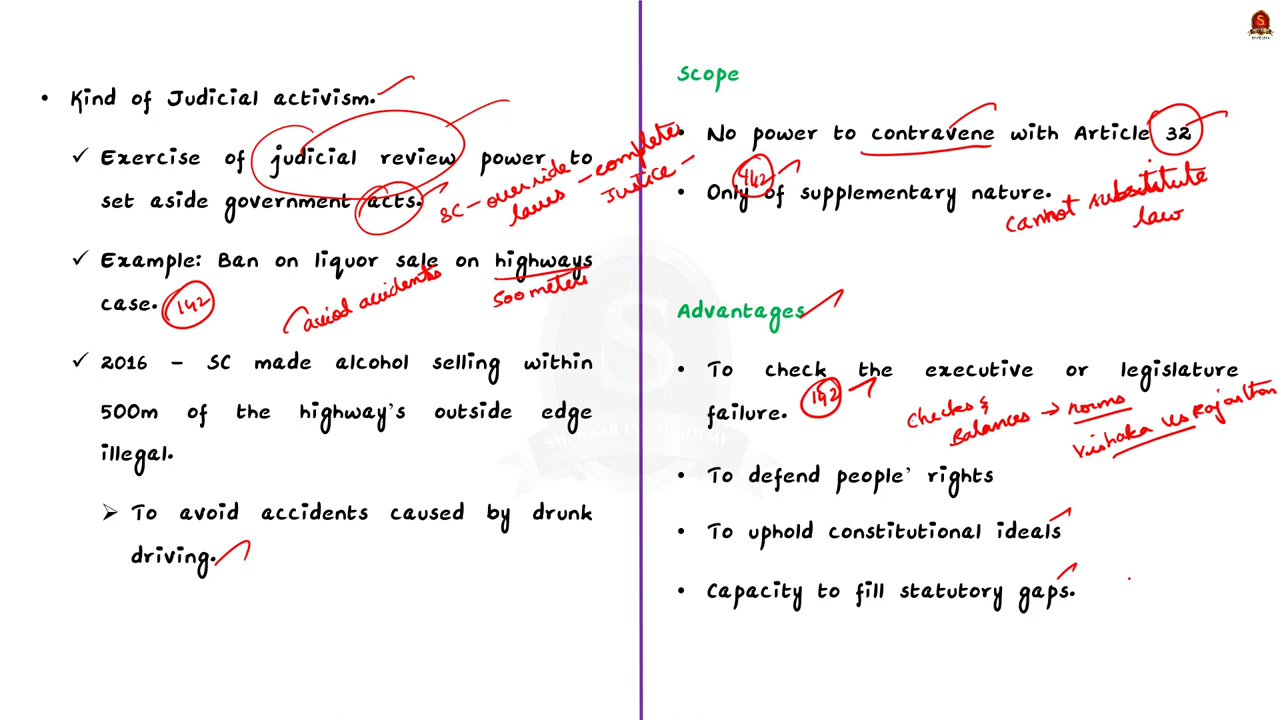 • Kind of Judicial activism.
✓ Exercise of judicial review power to
set aside government acts.
SC - override
laws - complete
Justice -
✓ Example: Ban on liquor sale on highways
case. 142
avoid accidents
500 meters
✓ 2016 - SC made alcohol selling within
500m of the highway's outside edge
illegal.
➢ To avoid accidents caused by drunk
driving.
Scope
• No power to contravene with Article 32
• Only of supplementary nature.
142
cannot substitute
law
Advantages
• To check the executive or legislature
failure. 142
checks &
Balances → norms
Vishaka vs Rajasthan
• To defend people' rights
• To uphold constitutional ideals
• Capacity to fill statutory gaps.
SHANKAR IAS ACADEMY